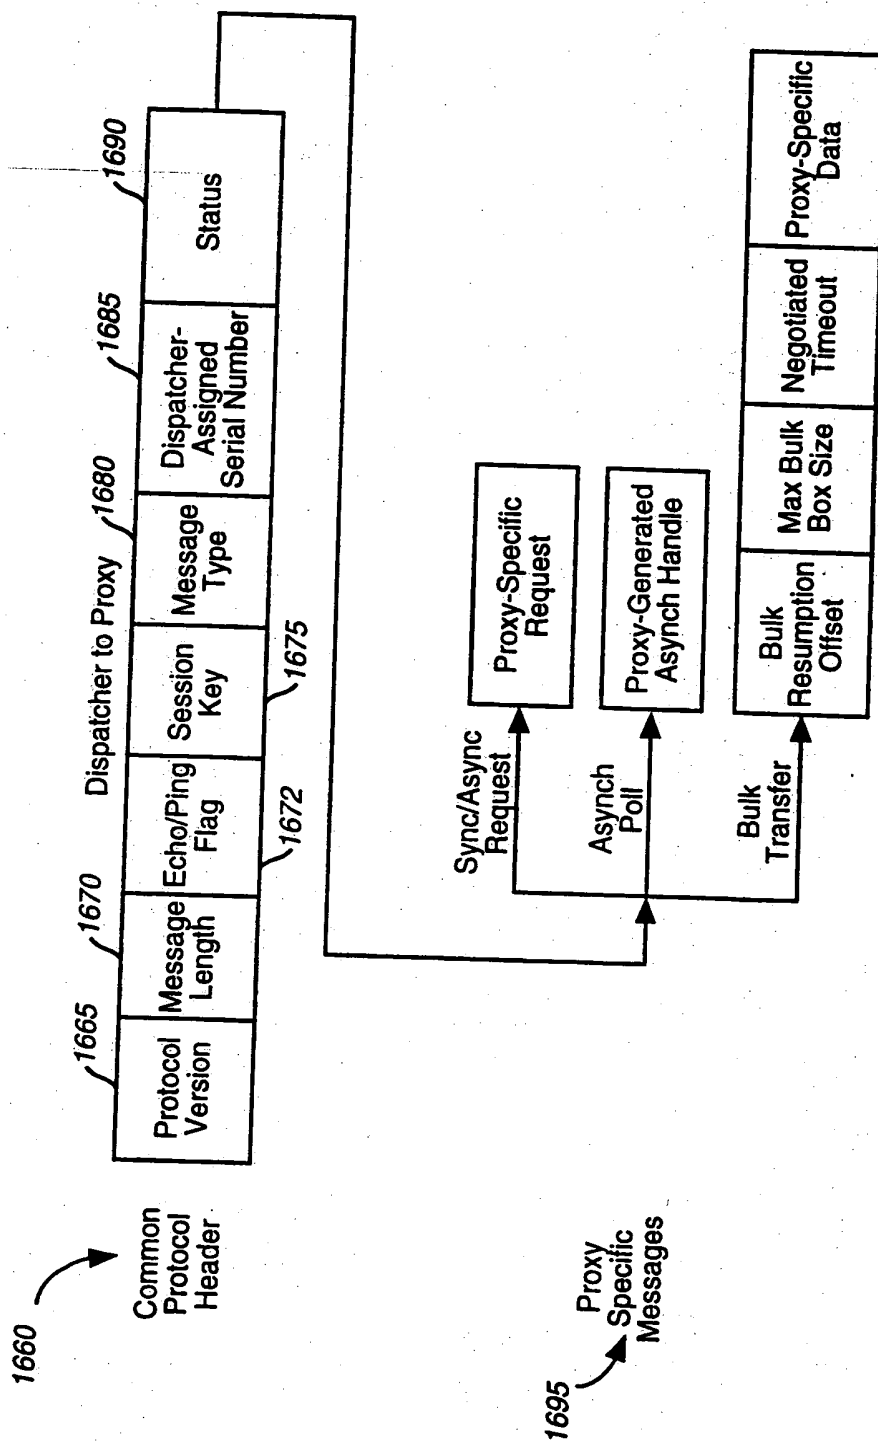 Dispatcher to Proxy
1660
Common
Protocol
Header
1665
1670
1680
1685
1690
Protocol
Version
Message
Length
Echo/Ping
Flag
Session
Key
Message
Type
Dispatcher-
Assigned
Serial Number
Status
1672
1675
Sync/Async
Request
Proxy-Specific
Request
Asynch
Poll
Proxy-Generated
Asynch Handle
1695
Proxy
Specific
Messages
Bulk
Transfer
Bulk
Resumption
Offset
Max Bulk
Box Size
Negotiated
Timeout
Proxy-Specific
Data